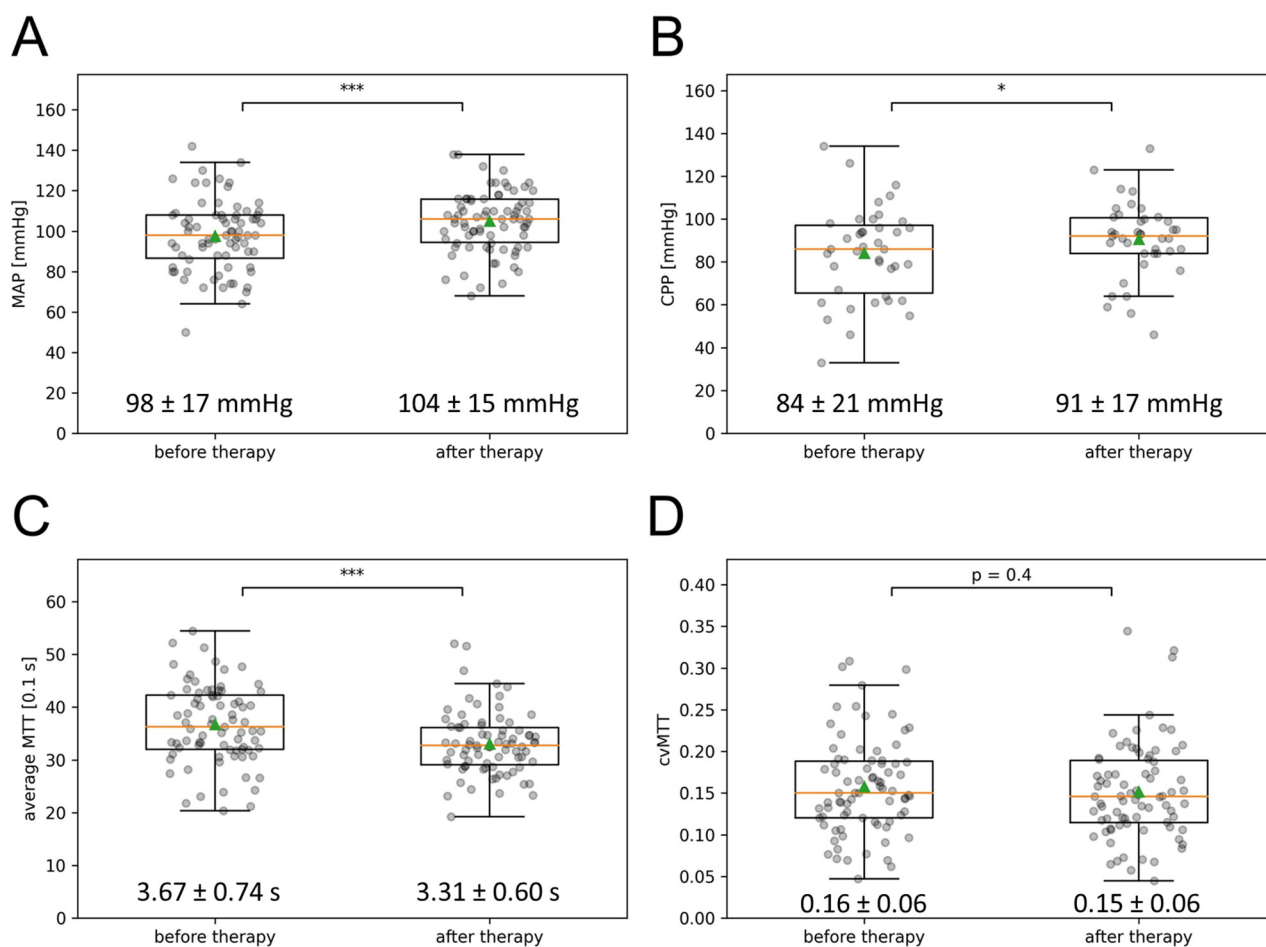 A
MAP [mmHg]
160
140
120
100
80
60
40
20
0
***
98 ± 17 mmHg
104 ± 15 mmHg
before therapy
after therapy
B
CPP [mmHg]
160
140
120
100
80
60
40
20
0
*
84 ± 21 mmHg
91 ± 17 mmHg
before therapy
after therapy
C
average MTT [0.1 s]
60
50
40
30
20
10
0
***
3.67 ± 0.74 s
3.31 ± 0.60 s
before therapy
after therapy
D
cvMTT
0.40
0.35
0.30
0.25
0.20
0.15
0.10
0.05
0.00
p = 0.4
0.16 ± 0.06
0.15 ± 0.06
before therapy
after therapy